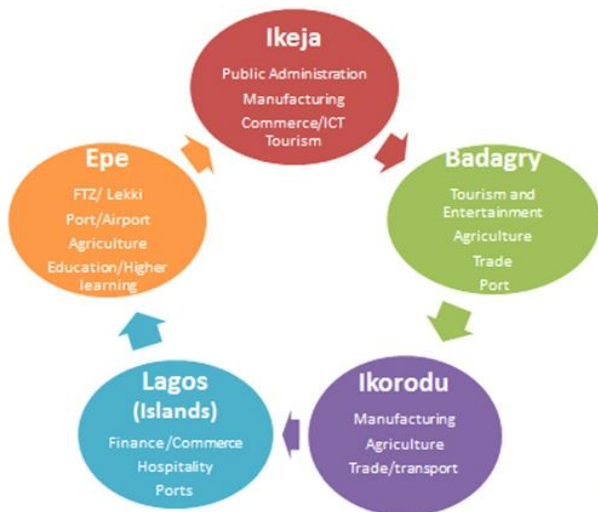 Ikeja
Public Administration
Manufacturing
Commerce/ICT
Tourism
Badagry
Tourism and
Entertainment
Agriculture
Trade
Port
Ikorodu
Manufacturing
Agriculture
Trade/transport
Lagos
(Islands)
Finance/Commerce
Hospitality
Ports
Epe
FTZ/ Lekki
Port/Airport
Agriculture
Education/Higher
learning